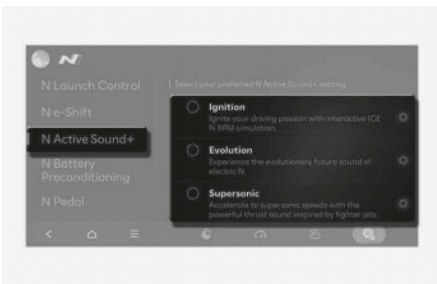 N
N Launch Control
N e-Shift
N Active Sound+
N Battery
Preconditioning
N Pedal
Select your preferred N Active Sound+ setting
Ignition
Ignite your driving passion with interactive ICE
N RPM simulation.
Evolution
Experience the evolutionary future sound of
electric N
Supersonic
Accelerate to supersonic speeds with the
powerful thrust sound inspired by fighter jets